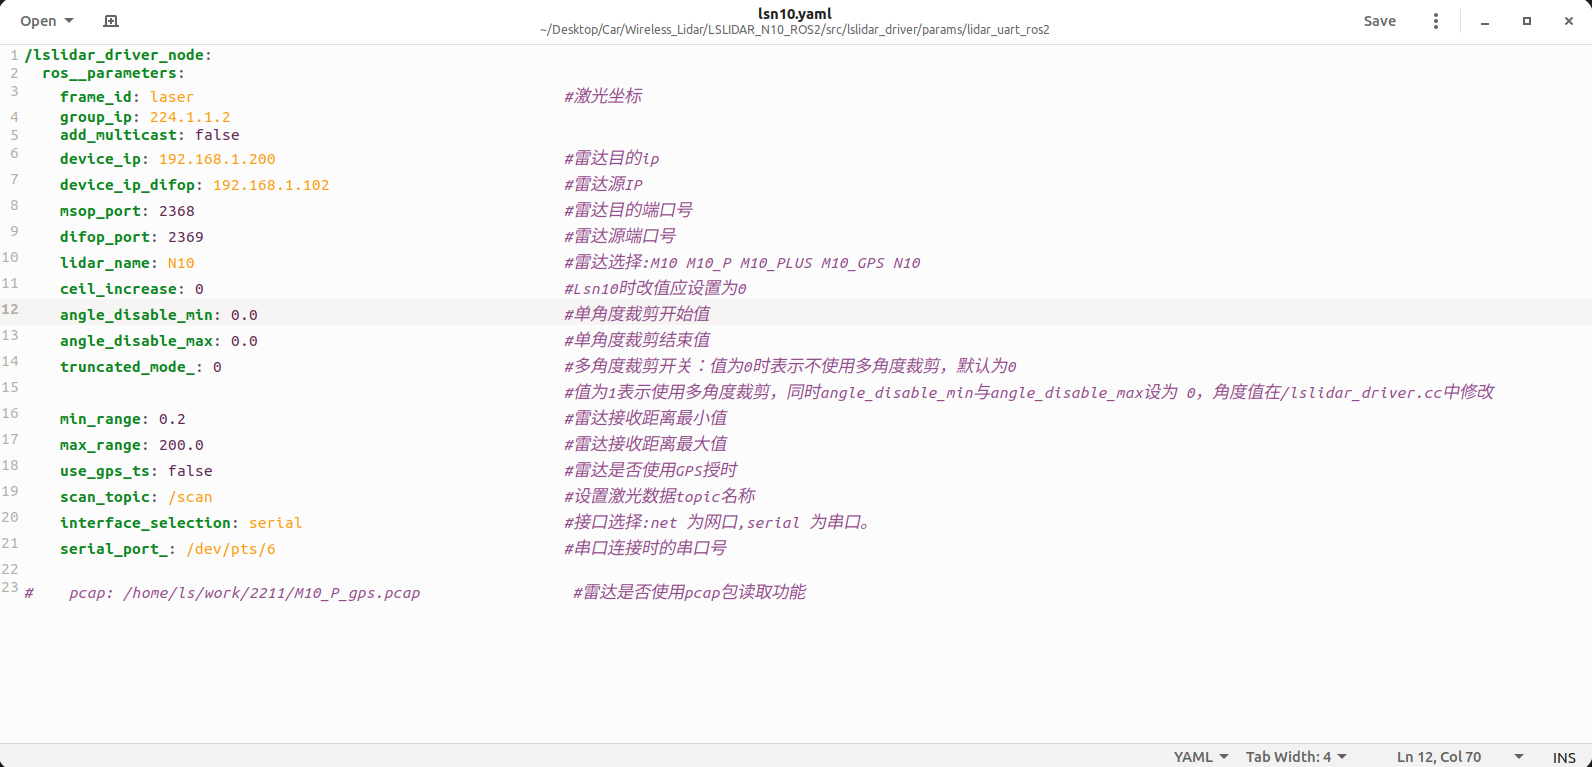 Open
lsn10.yaml
~/Desktop/Car/Wireless_Lidar/LSLIDAR_N10_ROS2/src/lslidar_driver/params/lidar_uart_ros2
Save
1 /lslidar_driver_node:
2 ros__parameters:
3 frame_id: laser #激光坐标
4 group_ip: 224.1.1.2
5 add_multicast: false
6 device_ip: 192.168.1.200 #雷达目的ip
7 device_ip_difop: 192.168.1.102 #雷达源IP
8 msop_port: 2368 #雷达目的端口号
9 difop_port: 2369 #雷达源端口号
10 lidar_name: N10 #雷达选择:M10 M10_P M10_PLUS M10_GPS N10
11 cell_increase: 0 #Lsn10时改值应设置为0
12 angle_disable_min: 0.0 #单角度裁剪开始值
13 angle_disable_max: 0.0 #单角度裁剪结束值
14 truncated_mode_: 0 #多角度裁剪开关：值为0时表示不使用多角度裁剪，默认为0
15 #值为1表示使用多角度裁剪，同时angle_disable_min与angle_disable_max设为 0，角度值在/lslidar_driver.cc中修改
16 min_range: 0.2 #雷达接收距离最小值
17 max_range: 200.0 #雷达接收距离最大值
18 use_gps_ts: false #雷达是否使用GPS授时
19 scan_topic: /scan #设置激光数据topic名称
20 interface_selection: serial #接口选择:net 为网口,serial 为串口。
21 serial_port_: /dev/pts/6 #串口连接时的串口号
22
23 # pcap: /home/ls/work/2211/M10_P_gps.pcap #雷达是否使用pcap包读取功能
YAML Tab Width: 4 Ln 12, Col 70 INS